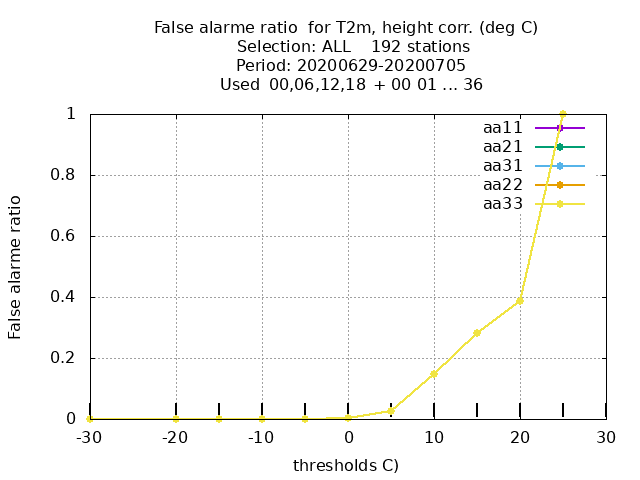 False alarme ratio  for T2m, height corr. (deg C)
Selection: ALL    192 stations
Period: 20200629-20200705
Used  00,06,12,18  + 00 01 ... 36
False alarme ratio
1
0.8
0.6
0.4
0.2
0
aa11
aa21
aa31
aa22
aa33
-30 -20 -10 0 10 20 30
thresholds C)